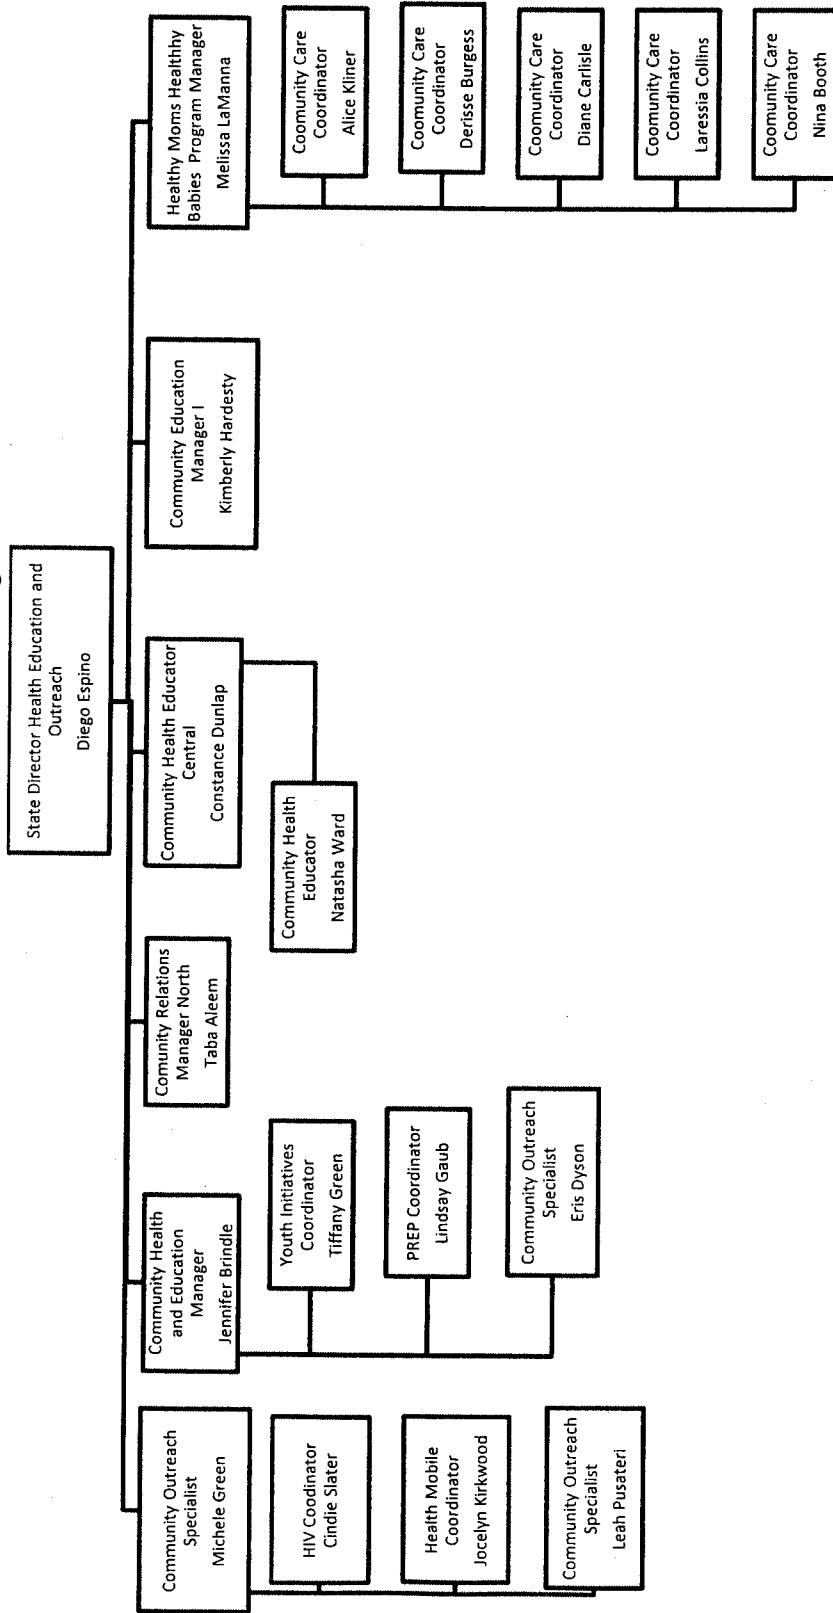 State Director Health Education and
Outreach
Diego Espino
Community Outreach
Specialist
Michele Green
HIV Coodinator
Cindie Slater
Health Mobile
Coordinator
Jocelyn Kirkwood
Community Outreach
Specialist
Leah Pusateri
Community Health
and Education
Manager
Jennifer Brindle
Youth Initiatives
Coordinator
Tiffany Green
PREP Coordinator
Lindsay Gaub
Community Outreach
Specialist
Eris Dyson
Comunity Relations
Manager North
Taba Aleem
Community Health Educator
Central
Constance Dunlap
Community Health
Educator
Natasha Ward
Community Education
Manager I
Kimberly Hardesty
Healthy Moms Healthhy
Babies Program Manager
Melissa LaManna
Coomunity Care
Coordinator
Alice Kliner
Coomunity Care
Coordinator
Derisse Burgess
Coomunity Care
Coordinator
Diane Carlisle
Coomunity Care
Coordinator
Laressia Collins
Coomunity Care
Coordinator
Nina Booth